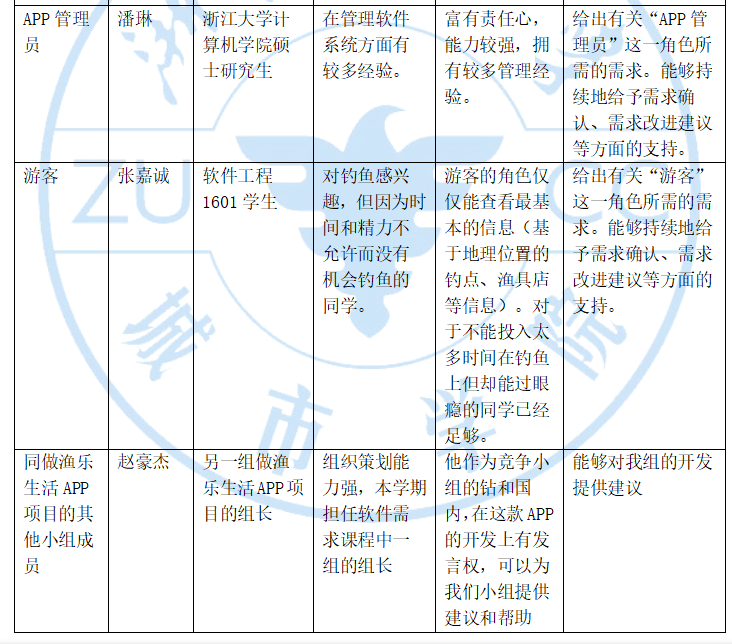 APP 管理
员
潘琳
浙江大学计
算机学院硕
士研究生
在管理软件
系统方面有
较多经验。
富有责任心，
能力较强，拥
有较多管理经
验。
给出有关“APP 管
理员”这一角色所
需的需求。能够持
续地给予需求确
认、需求改进建议
等方面的支持。
游客
张嘉诚
软件工程
1601 学生
对钓鱼感兴
趣，但因为时
间和精力不
允许而没有
机会钓鱼的
同学。
游客的角色仅
仅能查看最基
本的信息（基
于地理位置的
钓点、渔具店
等信息）。对
于不能投入太
多时间在钓鱼
上但却能过眼
瘾的同学已经
足够。
给出有关“游客”
这一角色所需的需
求。能够持续地给
予需求确认、需求
改进建议等方面的
支持。
同做渔乐
生活 APP
项目的其
他小组成
员
赵豪杰
另一组做渔
乐生活 APP 项
目的组长
组织策划能
力强，本学期
担任软件需
求课程中一
组的组长
他作为竞争小
组的钻和国
内，在这款 APP
的开发上有发
言权，可以为
我们小组提供
建议和帮助
能够对我组的开发
提供建议
ZU
CC
城市学院